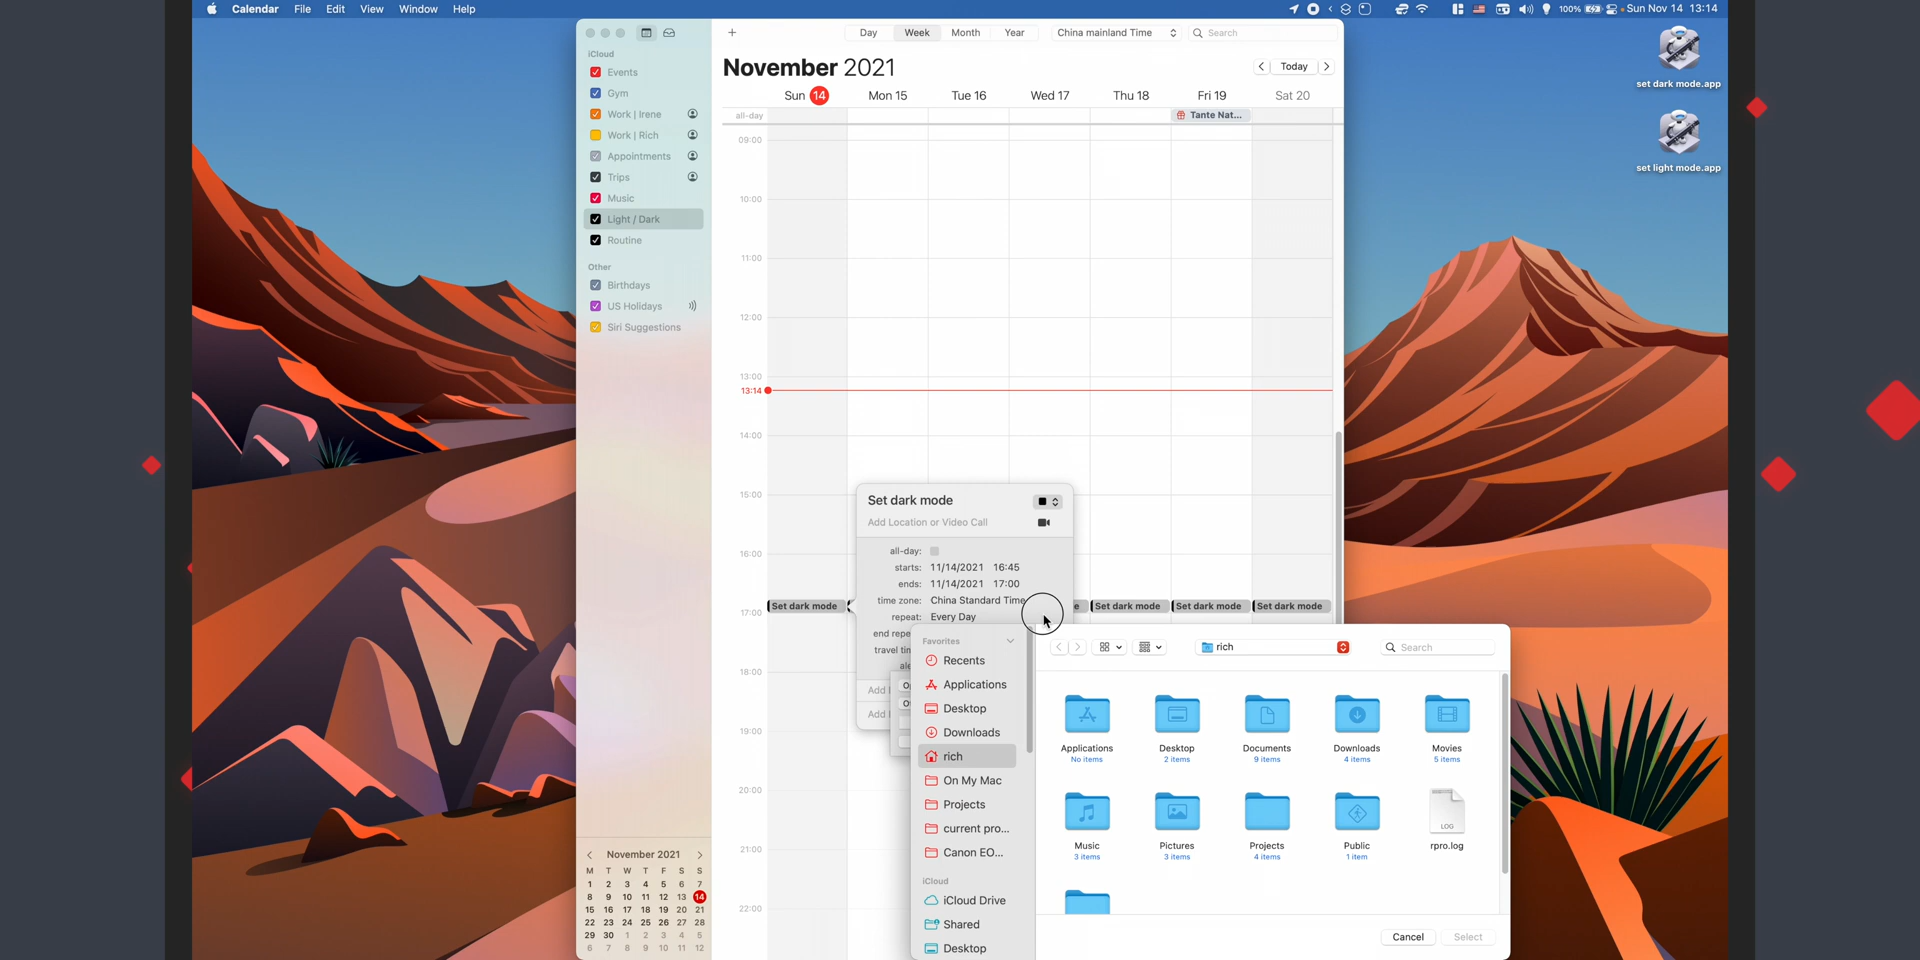 Calendar File Edit View Window Help
100% Sun Nov 14 13:14
set dark mode.app
set light mode.app
iCloud
Events
Gym
Work | Irene
Work | Rich
Appointments
Trips
Music
Light / Dark
Routine
Other
Birthdays
US Holidays
Siri Suggestions
November 2021
M T W T F S S
1 2 3 4 5 6 7
8 9 10 11 12 13 14
15 16 17 18 19 20 21
22 23 24 25 26 27 28
29 30 1 2 3 4 5
6 7 8 9 10 11 12
Day Week Month Year China mainland Time Search
November 2021
Today
Sun 14 Mon 15 Tue 16 Wed 17 Thu 18 Fri 19 Sat 20
all-day Tante Nat...
09:00
10:00
11:00
12:00
13:00
13:14
14:00
15:00
16:00
17:00
18:00
19:00
20:00
21:00
22:00
Set dark mode
e
Set dark mode
Set dark mode
Set dark mode
Set dark mode
Add Location or Video Call
all-day:
starts: 11/14/2021 16:45
ends: 11/14/2021 17:00
time zone: China Standard Time
repeat: Every Day
end repe
travel tin
ale
Add
Add
Favorites
Recents
Applications
Desktop
Downloads
rich
On My Mac
Projects
current pro...
Canon EO...
iCloud
iCloud Drive
Shared
Desktop
rich
Search
Applications
No items
Desktop
2 items
Documents
9 items
Downloads
4 items
Movies
5 items
Music
3 items
Pictures
3 items
Projects
4 items
Public
1 item
LOG
rpro.log
Cancel Select